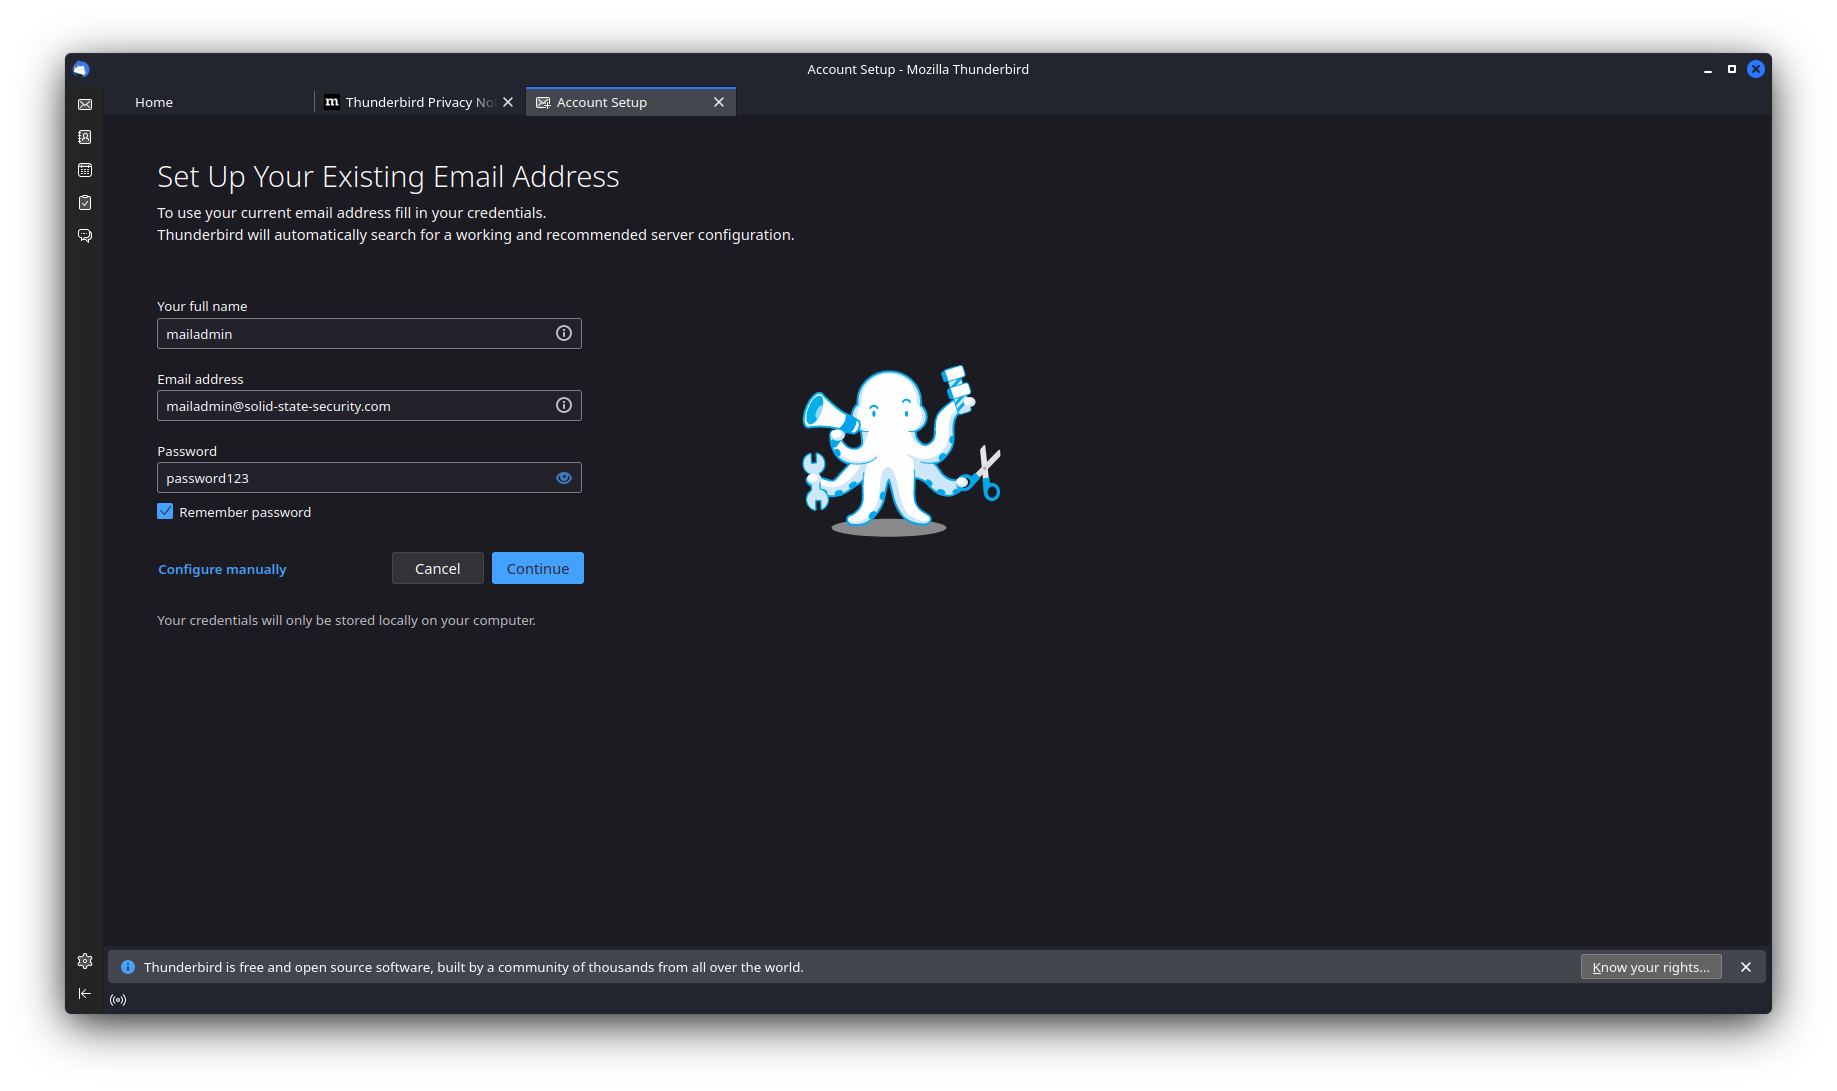 Account Setup - Mozilla Thunderbird
Home
m Thunderbird Privacy No
Account Setup
Set Up Your Existing Email Address
To use your current email address fill in your credentials.
Thunderbird will automatically search for a working and recommended server configuration.
Your full name
mailadmin
Email address
mailadmin@solid-state-security.com
Password
password123
Remember password
Configure manually
Cancel
Continue
Your credentials will only be stored locally on your computer.
Thunderbird is free and open source software, built by a community of thousands from all over the world.
Know your rights...